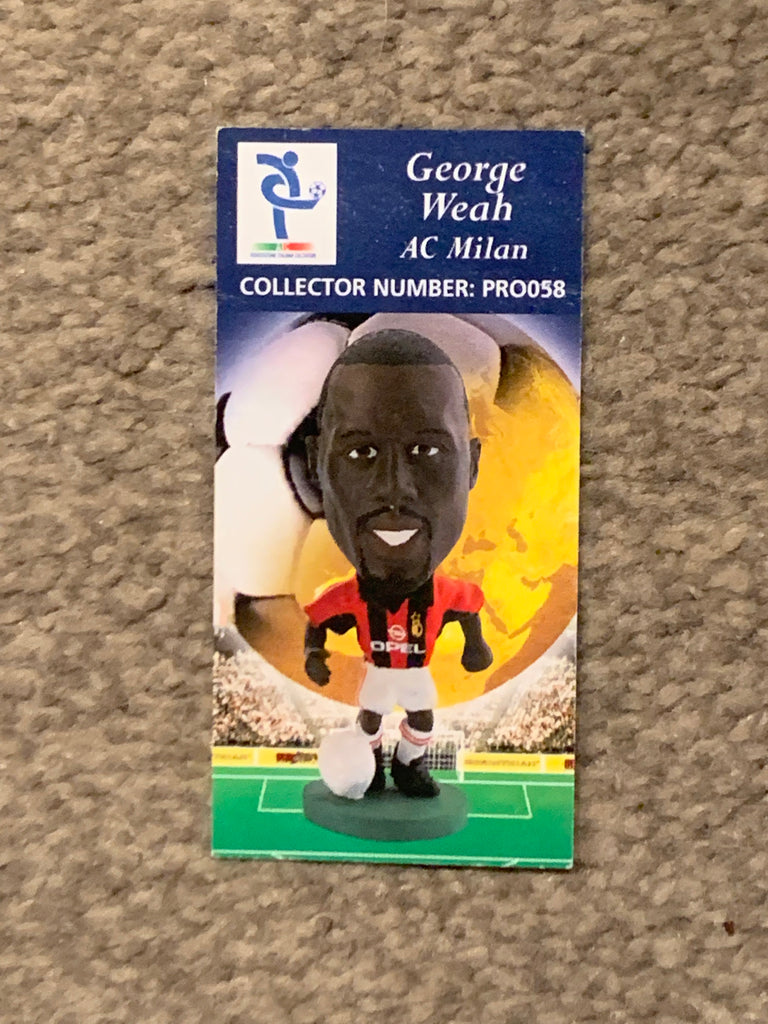 George
Weah
AC Milan
COLLECTOR NUMBER: PRO058
OPEL